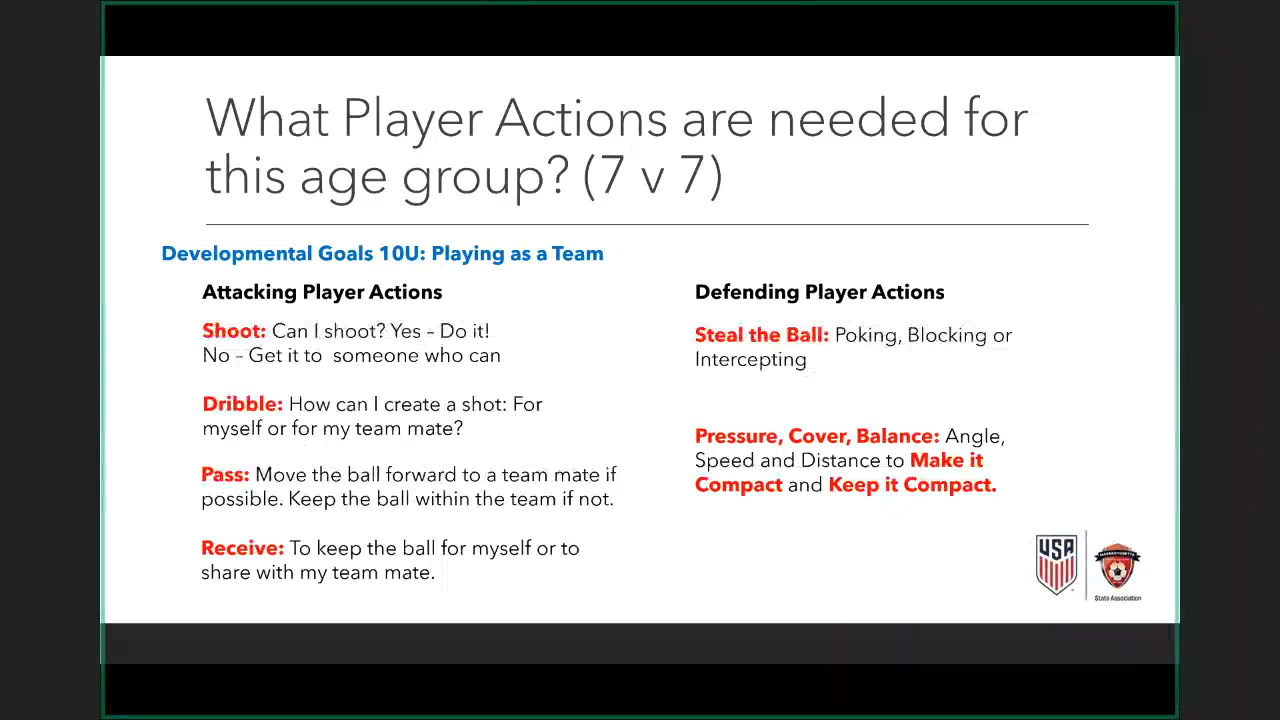 What Player Actions are needed for
this age group? (7 v 7)
Developmental Goals 10U: Playing as a Team
Attacking Player Actions
Shoot: Can I shoot? Yes – Do it!
No – Get it to someone who can
Dribble: How can I create a shot: For
myself or for my team mate?
Pass: Move the ball forward to a team mate if
possible. Keep the ball within the team if not.
Receive: To keep the ball for myself or to
share with my team mate.
Defending Player Actions
Steal the Ball: Poking, Blocking or
Intercepting
Pressure, Cover, Balance: Angle,
Speed and Distance to Make it
Compact and Keep it Compact.
USA
MASSACHUSETTS
State Association